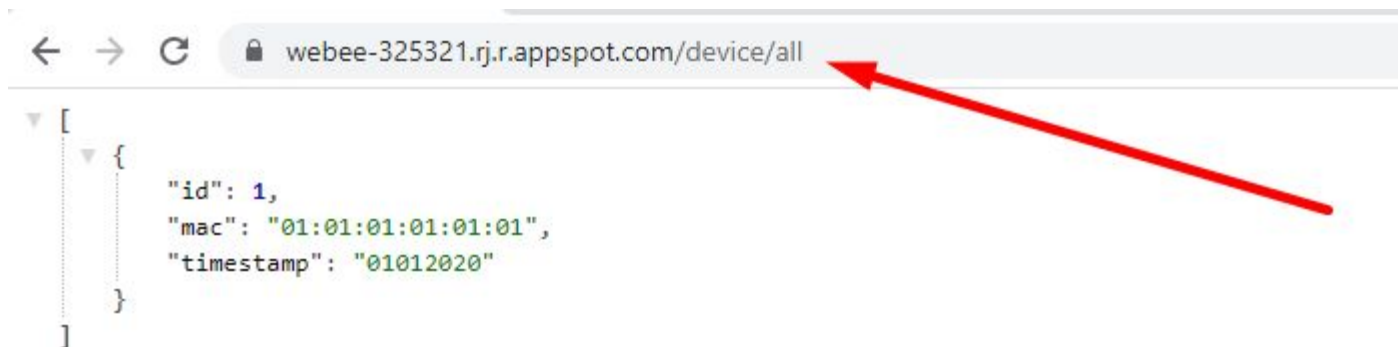 webee-325321.rj.r.appspot.com/device/all
[
{
"id": 1,
"mac": "01:01:01:01:01:01",
"timestamp": "01012020"
}
]